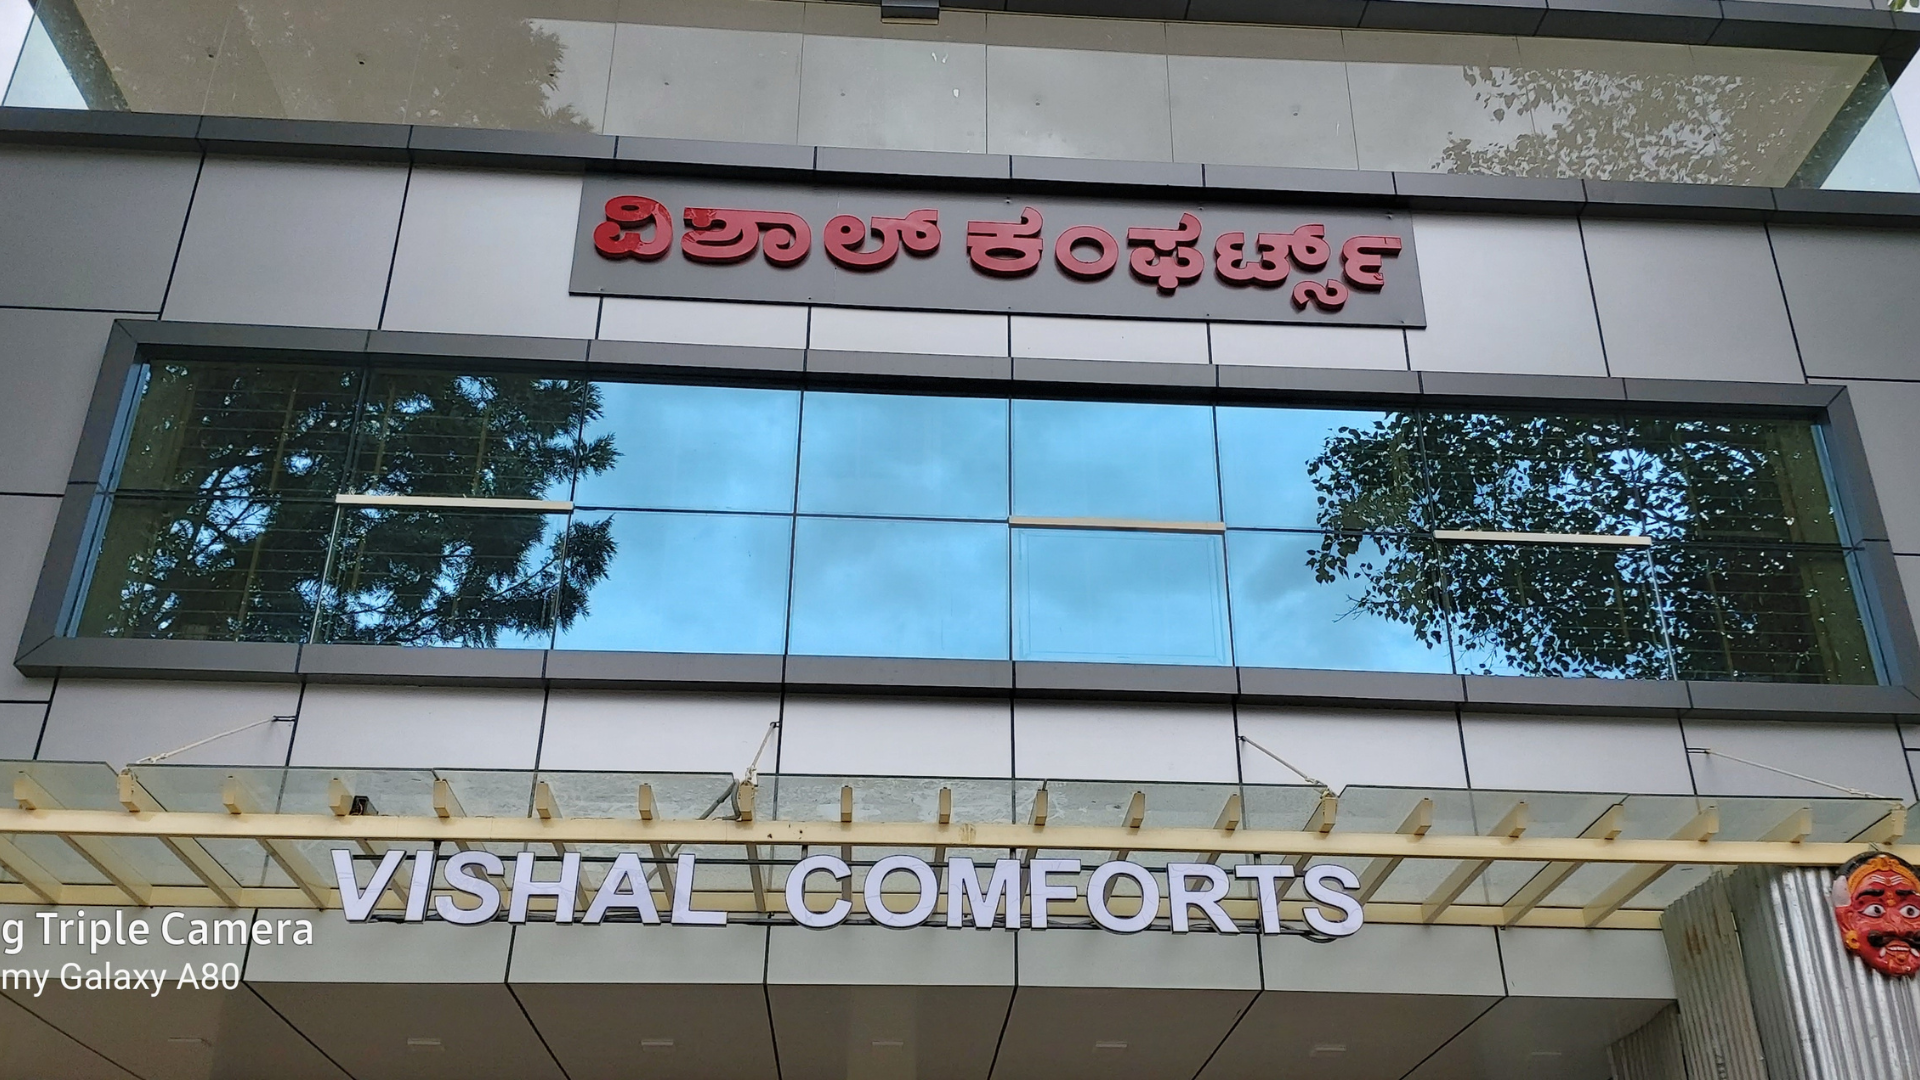 ವಿಶಾಲ್ ಕಂಫರ್ಟ್ಸ್
VISHAL COMFORTS
g Triple Camera
my Galaxy A80